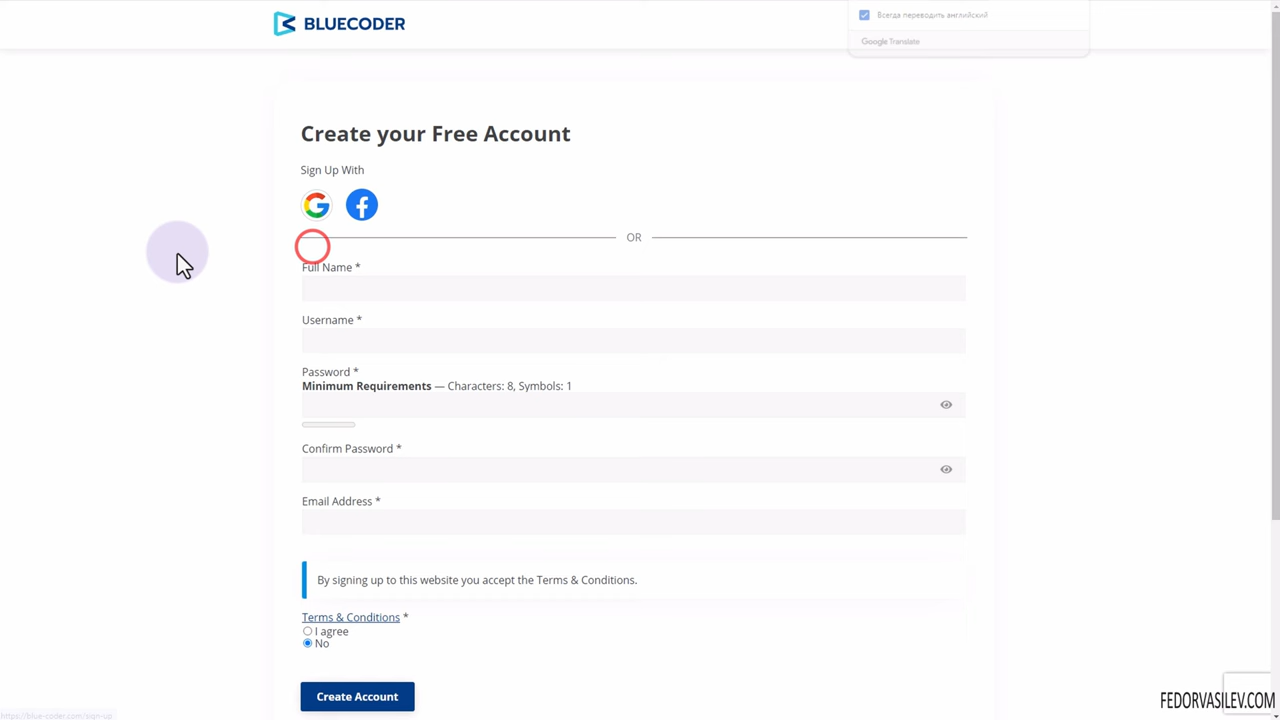 BLUECODER
Всегда переводить английский
Google Translate
Create your Free Account
Sign Up With
OR
Full Name *
Username *
Password *
Minimum Requirements — Characters: 8, Symbols: 1
Confirm Password *
Email Address *
By signing up to this website you accept the Terms & Conditions.
Terms & Conditions *
I agree
No
Create Account
https://blue-coder.com/sign-up
FEDORVASILEV.COM